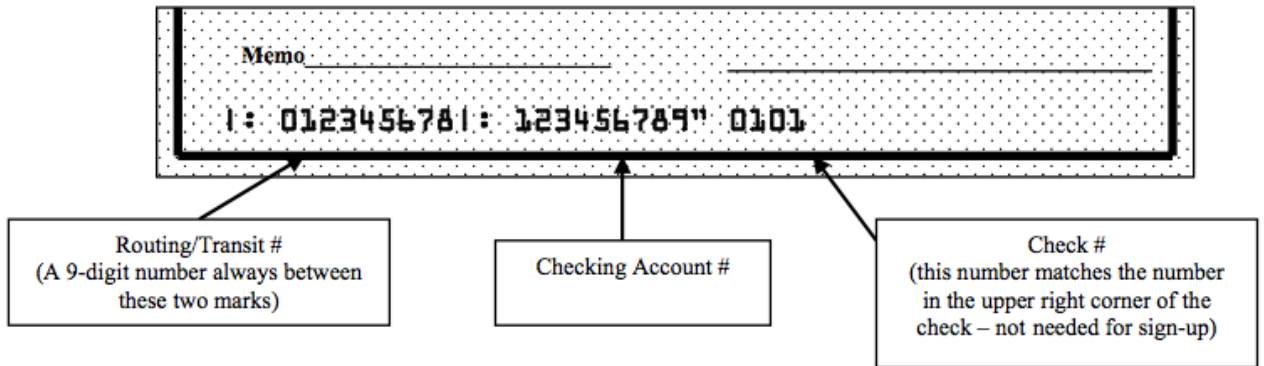 Memo
|: 012345678|: 123456789" 0101
Routing/Transit #
(A 9-digit number always between
these two marks)
Checking Account #
Check #
(this number matches the number
in the upper right corner of the
check – not needed for sign-up)